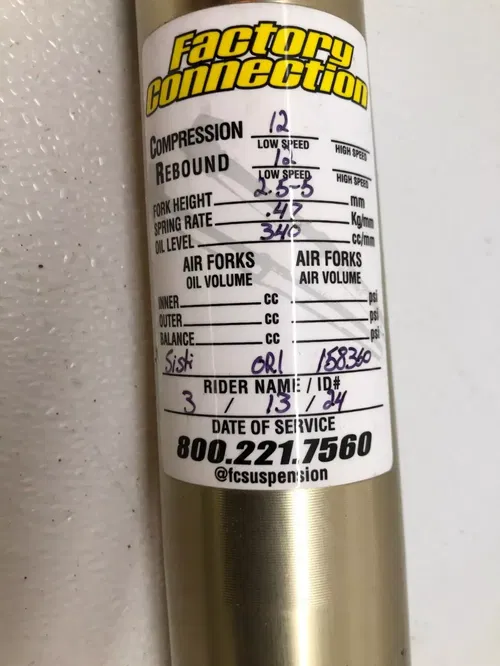 Factory
Connection
COMPRESSION 12
LOW SPEED HIGH SPEED
REBOUND
LOW SPEED HIGH SPEED
FORK HEIGHT 2.5-5 mm
SPRING RATE .47 Kg/mm
OIL LEVEL 340 cc/mm
AIR FORKS AIR FORKS
OIL VOLUME AIR VOLUME
INNER cc psi
OUTER cc psi
BALANCE cc psi
Sisti OR1 158360
RIDER NAME / ID#
3 / 13 / 24
DATE OF SERVICE
800.221.7560
@fcsuspension